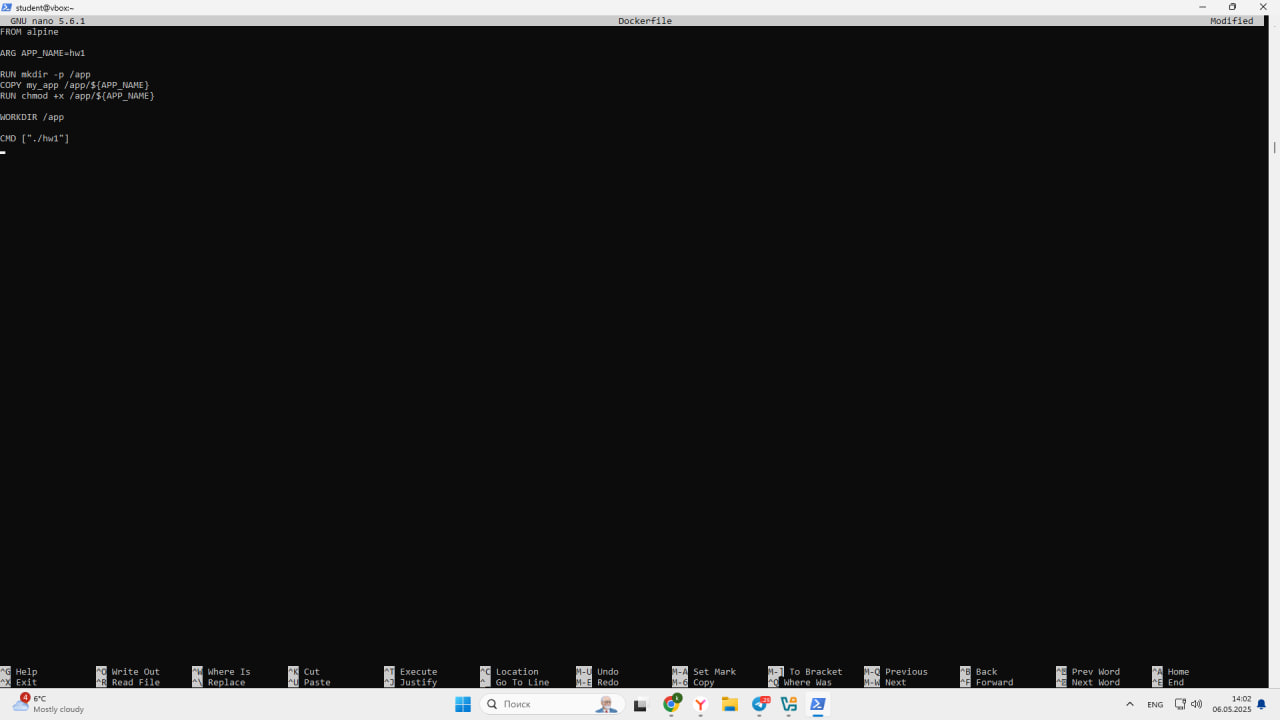 student@vbox:~
GNU nano 5.6.1 Dockerfile Modified
FROM alpine
ARG APP_NAME=hw1
RUN mkdir -p /app
COPY my_app /app/${APP_NAME}
RUN chmod +x /app/${APP_NAME}
WORKDIR /app
CMD ["./hw1"]
^G Help ^O Write Out ^W Where Is ^K Cut ^T Execute ^C Location M-U Undo M-A Set Mark M-] To Bracket M-Q Previous ^B Back ^ Prev Word ^A Home
^X Exit ^R Read File ^\ Replace ^U Paste ^J Justify ^_ Go To Line M-E Redo M-6 Copy ^Q Where Was M-W Next ^F Forward ^ Next Word ^E End
4 6°C
Mostly cloudy
Поиск
ENG
14:02
06.05.2025